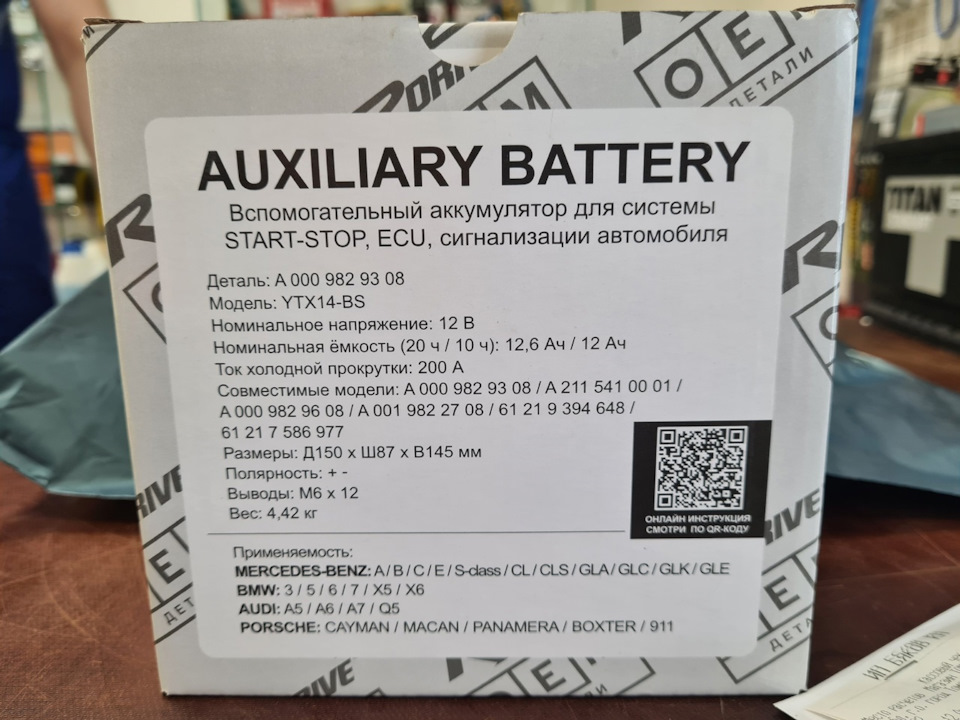 AUXILIARY BATTERY
Вспомогательный аккумулятор для системы
START-STOP, ECU, сигнализации автомобиля
Деталь: A 000 982 93 08
Модель: YTX14-BS
Номинальное напряжение: 12 В
Номинальная ёмкость (20 ч / 10 ч): 12,6 Ач / 12 Ач
Ток холодной прокрутки: 200 А
Совместимые модели: A 000 982 93 08 / A 211 541 00 01 /
A 000 982 96 08 / A 001 982 27 08 / 61 21 9 394 648 /
61 21 7 586 977
Размеры: Д150 x Ш87 x В145 мм
Полярность: + -
Выводы: M6 x 12
Вес: 4,42 кг
ОНЛАЙН ИНСТРУКЦИЯ
СМОТРИ ПО QR-КОДУ
Применяемость:
MERCEDES-BENZ: A / B / C / E / S-class / CL / CLS / GLA / GLC / GLK / GLE
BMW: 3 / 5 / 6 / 7 / X5 / X6
AUDI: A5 / A6 / A7 / Q5
PORSCHE: CAYMAN / MACAN / PANAMERA / BOXTER / 911
OE
ДЕТАЛИ
TITAN